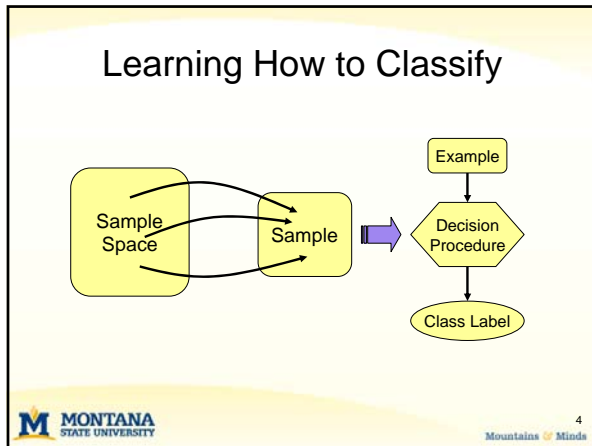 Learning How to Classify
Sample
Space
Sample
Example
Decision
Procedure
Class Label
M MONTANA
STATE UNIVERSITY
4
Mountains & Minds